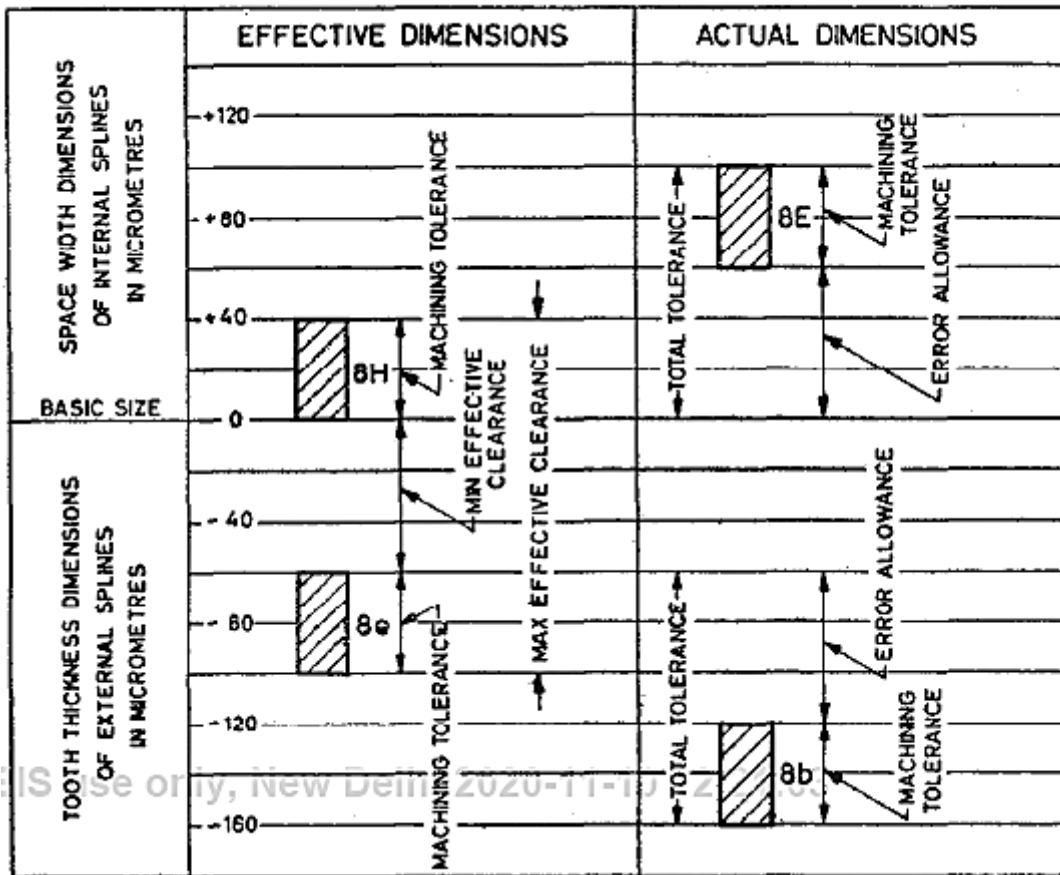 EFFECTIVE DIMENSIONS
ACTUAL DIMENSIONS
SPACE WIDTH DIMENSIONS
OF INTERNAL SPLINES
IN MICROMETRES
BASIC SIZE
TOOTH THICKNESS DIMENSIONS
OF EXTERNAL SPLINES
IN MICROMETRES
+120
+80
+40
0
- 40
- 80
-120
-160
8H
MACHINING TOLERANCE
MIN EFFECTIVE
CLEARANCE
MAX EFFECTIVE CLEARANCE
8e
MACHINING TOLERANCE
TOTAL TOLERANCE
8E
MACHINING
TOLERANCE
ERROR ALLOWANCE
TOTAL TOLERANCE
ERROR ALLOWANCE
8b
MACHINING
TOLERANCE
use only, New Delhi 2020-11-10